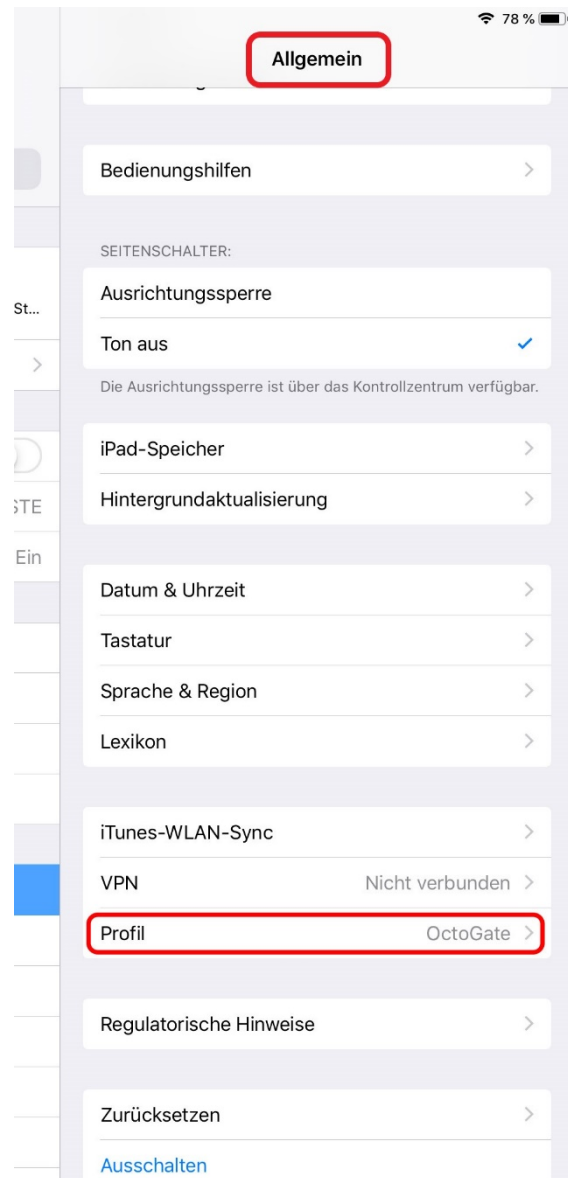 78 %
Allgemein
Bedienungshilfen
SEITENSCHALTER:
Ausrichtungssperre
St...
Ton aus
Die Ausrichtungssperre ist über das Kontrollzentrum verfügbar.
iPad-Speicher
STE
Hintergrundaktualisierung
Ein
Datum & Uhrzeit
Tastatur
Sprache & Region
Lexikon
iTunes-WLAN-Sync
VPN Nicht verbunden
Profil OctoGate
Regulatorische Hinweise
Zurücksetzen
Ausschalten